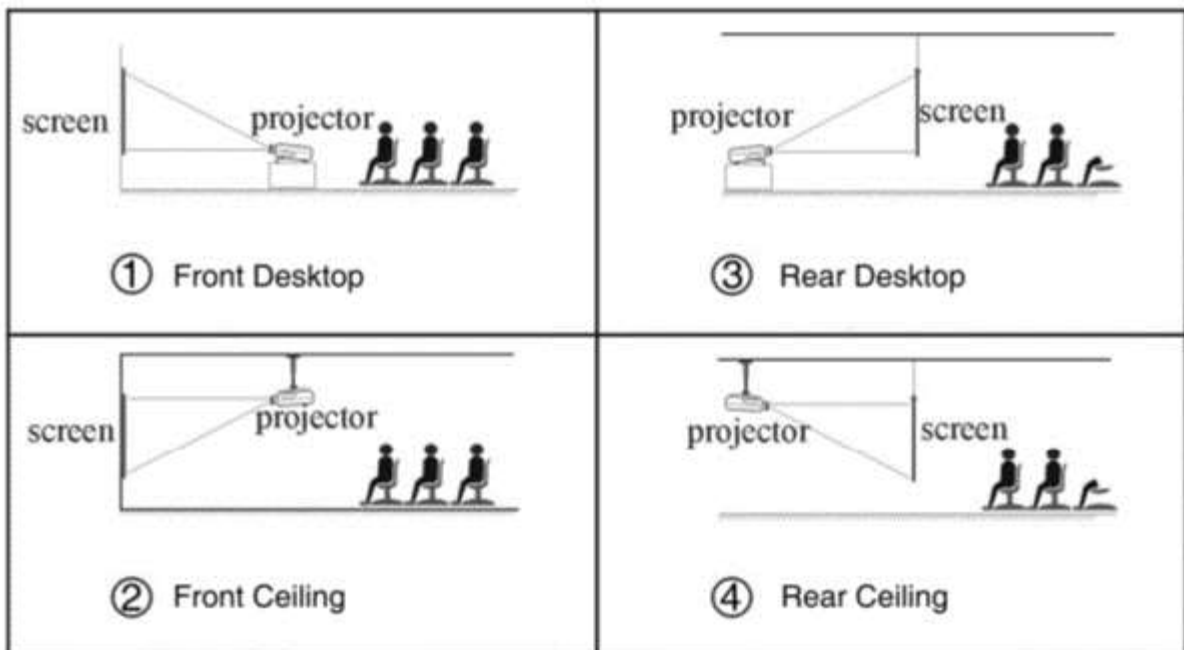 screen
projector
① Front Desktop
projector
screen
③ Rear Desktop
screen
projector
② Front Ceiling
projector
screen
④ Rear Ceiling